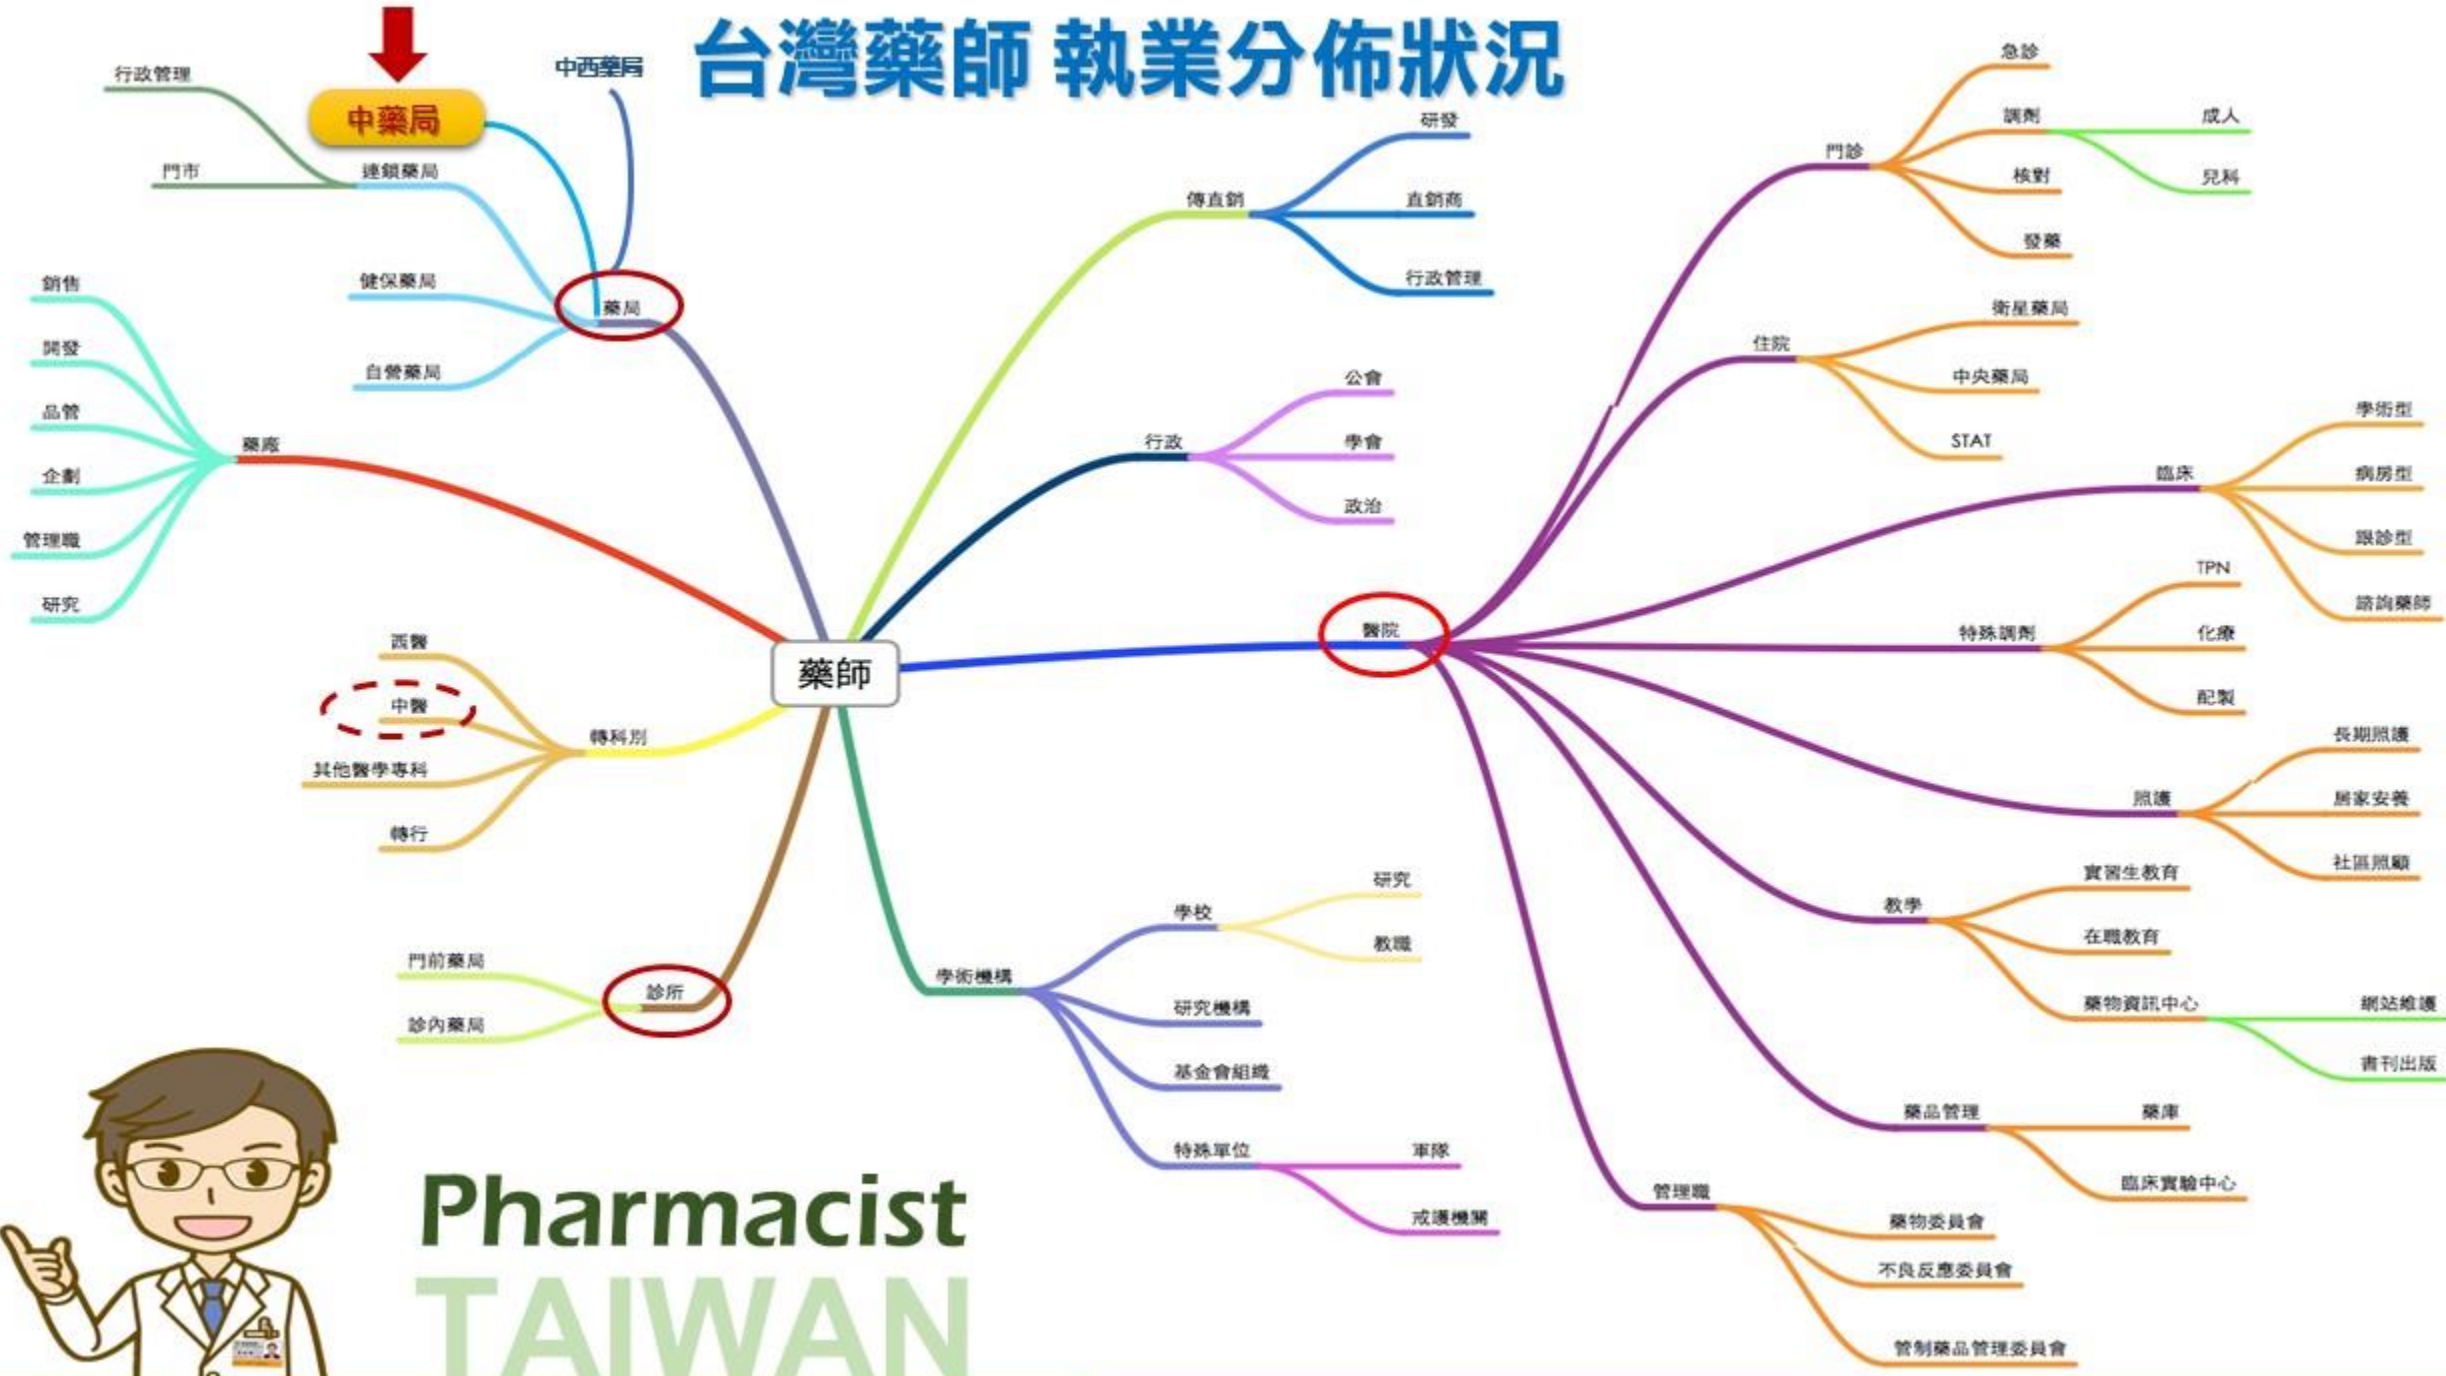 台灣藥師 執業分佈狀況
藥師
藥局
中西藥局
中藥局
連鎖藥局
行政管理
門市
健保藥局
自營藥局
藥廠
銷售
開發
品管
企劃
管理職
研究
轉科別
西醫
中醫
其他醫學專科
轉行
診所
門前藥局
診內藥局
傳直銷
研發
直銷商
行政管理
行政
公會
學會
政治
學術機構
學校
研究
教職
研究機構
基金會組織
特殊單位
軍隊
戒護機關
醫院
門診
急診
調劑
成人
兒科
核對
發藥
住院
衛星藥局
中央藥局
STAT
臨床
學術型
病房型
跟診型
諮詢藥師
特殊調劑
TPN
化療
配製
照護
長期照護
居家安養
社區照顧
教學
實習生教育
在職教育
藥物資訊中心
網站維護
書刊出版
藥品管理
藥庫
臨床實驗中心
管理職
藥物委員會
不良反應委員會
管制藥品管理委員會
Pharmacist
TAIWAN